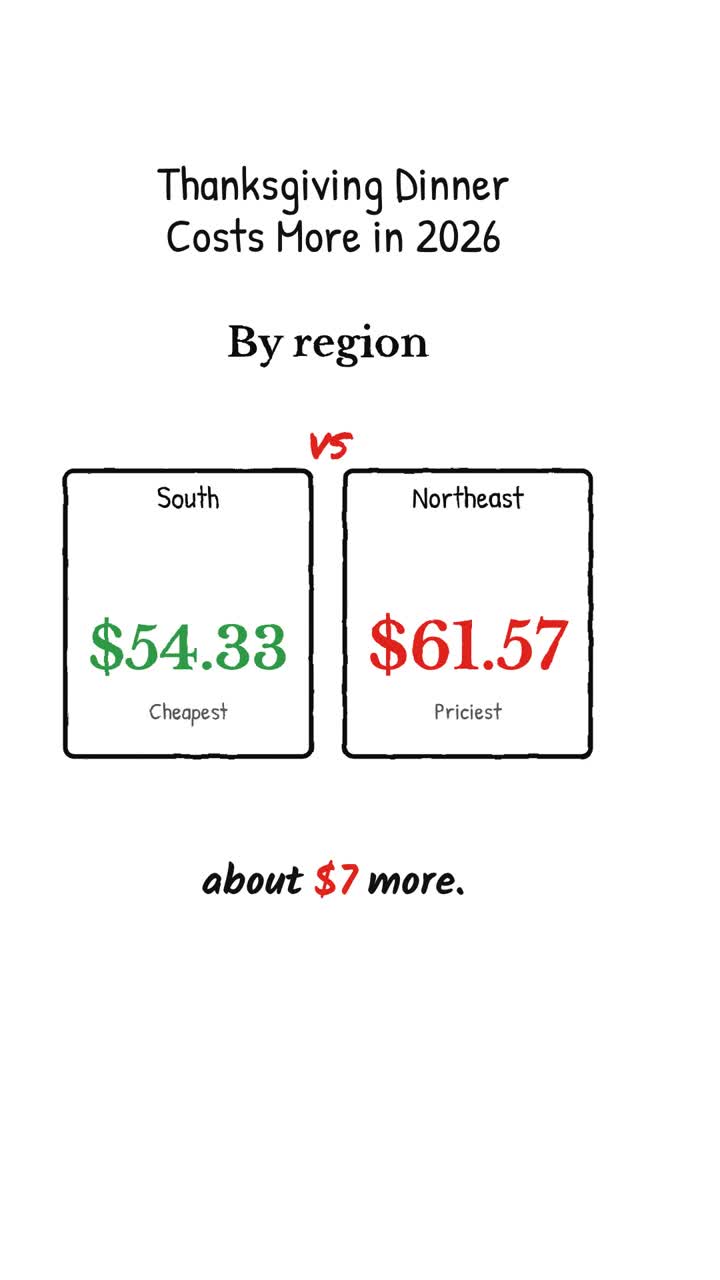 Thanksgiving Dinner
Costs More in 2026
By region
vs
South
$54.33
Cheapest
Northeast
$61.57
Priciest
about $7 more.